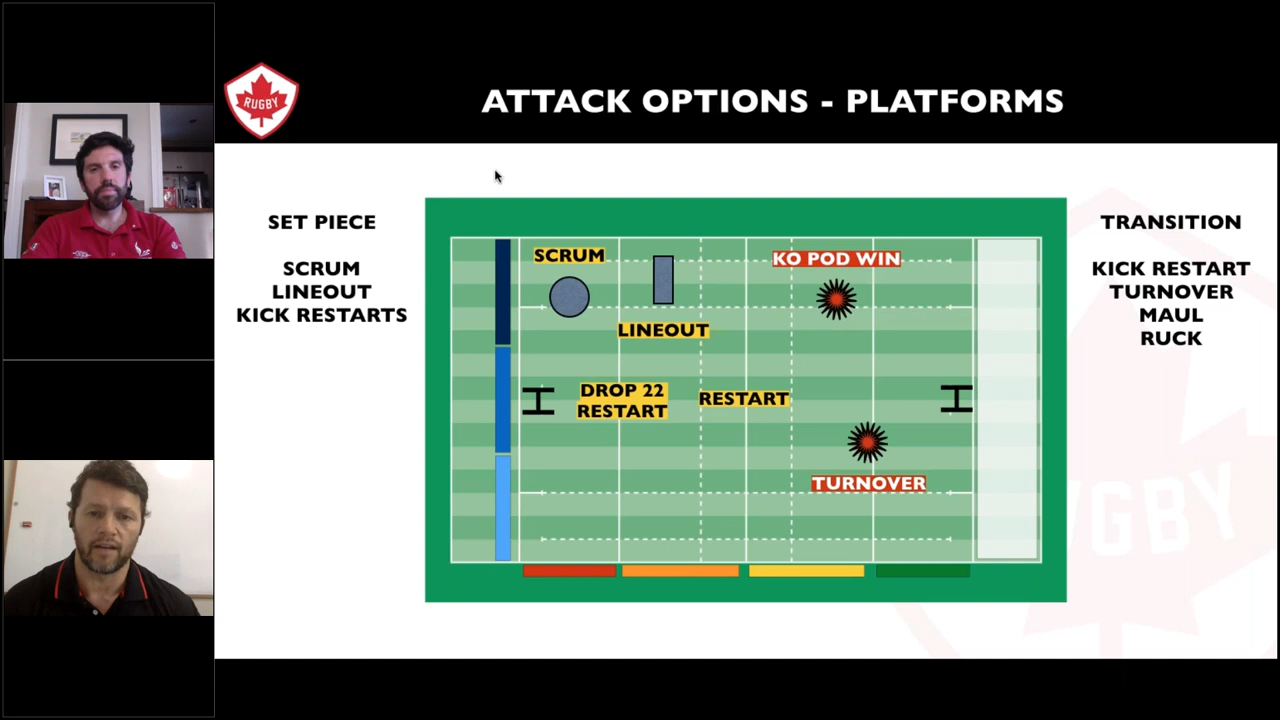 RUGBY
ATTACK OPTIONS - PLATFORMS
SET PIECE
SCRUM
LINEOUT
KICK RESTARTS
SCRUM
KO POD WIN
LINEOUT
DROP 22
RESTART
RESTART
TURNOVER
TRANSITION
KICK RESTART
TURNOVER
MAUL
RUCK
RUGBY